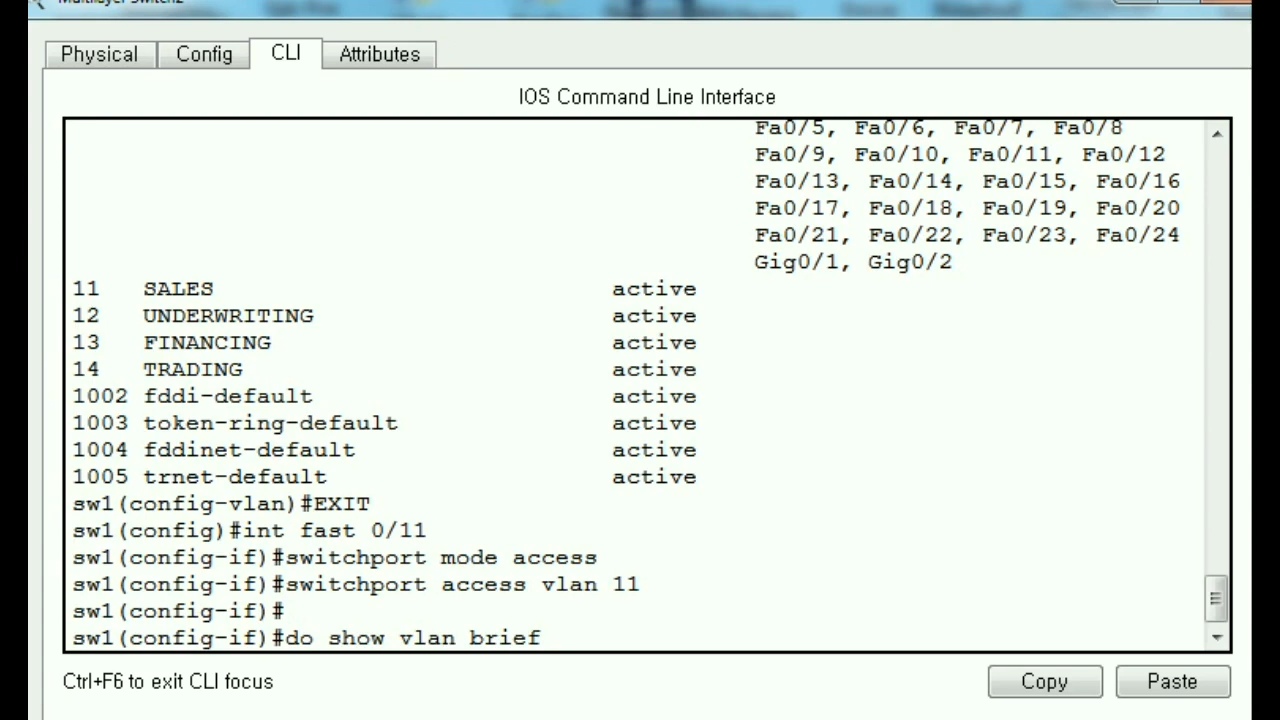 Physical Config CLI Attributes
IOS Command Line Interface
Fa0/5, Fa0/6, Fa0/7, Fa0/8
Fa0/9, Fa0/10, Fa0/11, Fa0/12
Fa0/13, Fa0/14, Fa0/15, Fa0/16
Fa0/17, Fa0/18, Fa0/19, Fa0/20
Fa0/21, Fa0/22, Fa0/23, Fa0/24
Gig0/1, Gig0/2
11 SALES active
12 UNDERWRITING active
13 FINANCING active
14 TRADING active
1002 fddi-default active
1003 token-ring-default active
1004 fddinet-default active
1005 trnet-default active
sw1(config-vlan)#EXIT
sw1(config)#int fast 0/11
sw1(config-if)#switchport mode access
sw1(config-if)#switchport access vlan 11
sw1(config-if)#
sw1(config-if)#do show vlan brief
Ctrl+F6 to exit CLI focus
Copy Paste